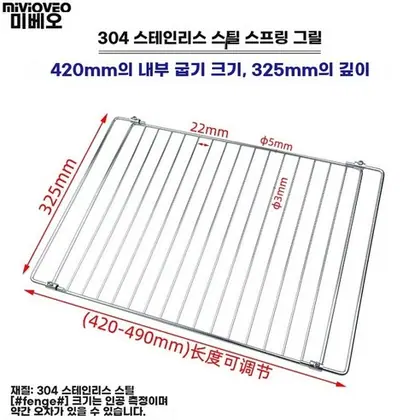 MIVIOVEO
미베오
304 스테인리스 스틸 스프링 그릴
420mm의 내부 굽기 크기, 325mm의 깊이
22mm
φ5mm
φ3mm
325mm
(420-490mm)长度可调节
재질: 304 스테인리스 스틸
[#fenge#] 크기는 인공 측정이며
약간 오차가 있을 수 있습니다.